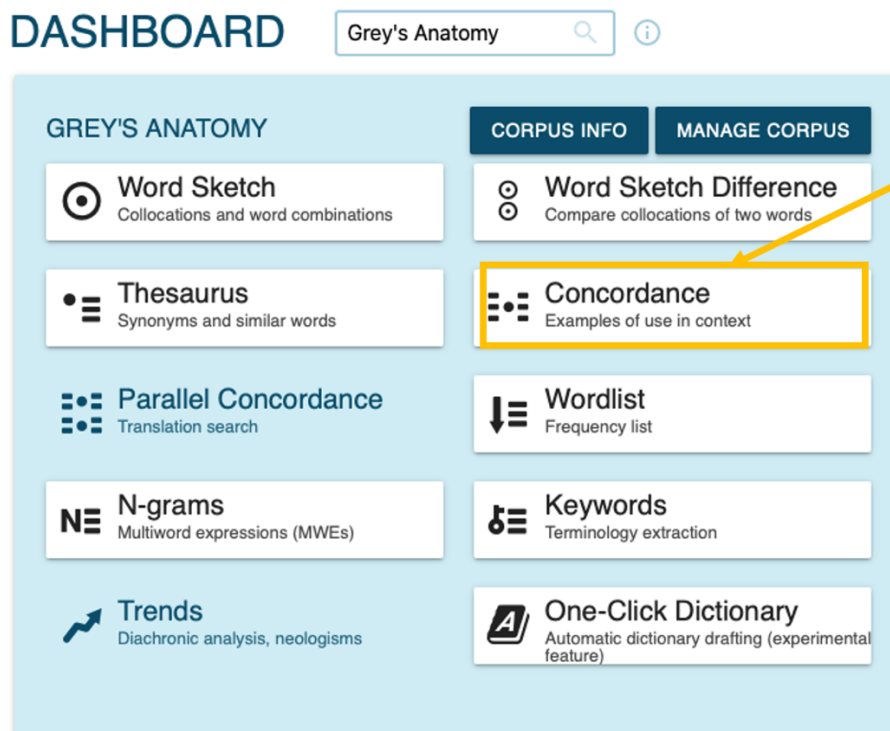 DASHBOARD
Grey's Anatomy
GREY'S ANATOMY
CORPUS INFO
MANAGE CORPUS
Word Sketch
Collocations and word combinations
Word Sketch Difference
Compare collocations of two words
Thesaurus
Synonyms and similar words
Concordance
Examples of use in context
Parallel Concordance
Translation search
Wordlist
Frequency list
N-grams
Multiword expressions (MWEs)
Keywords
Terminology extraction
Trends
Diachronic analysis, neologisms
One-Click Dictionary
Automatic dictionary drafting (experimental
feature)